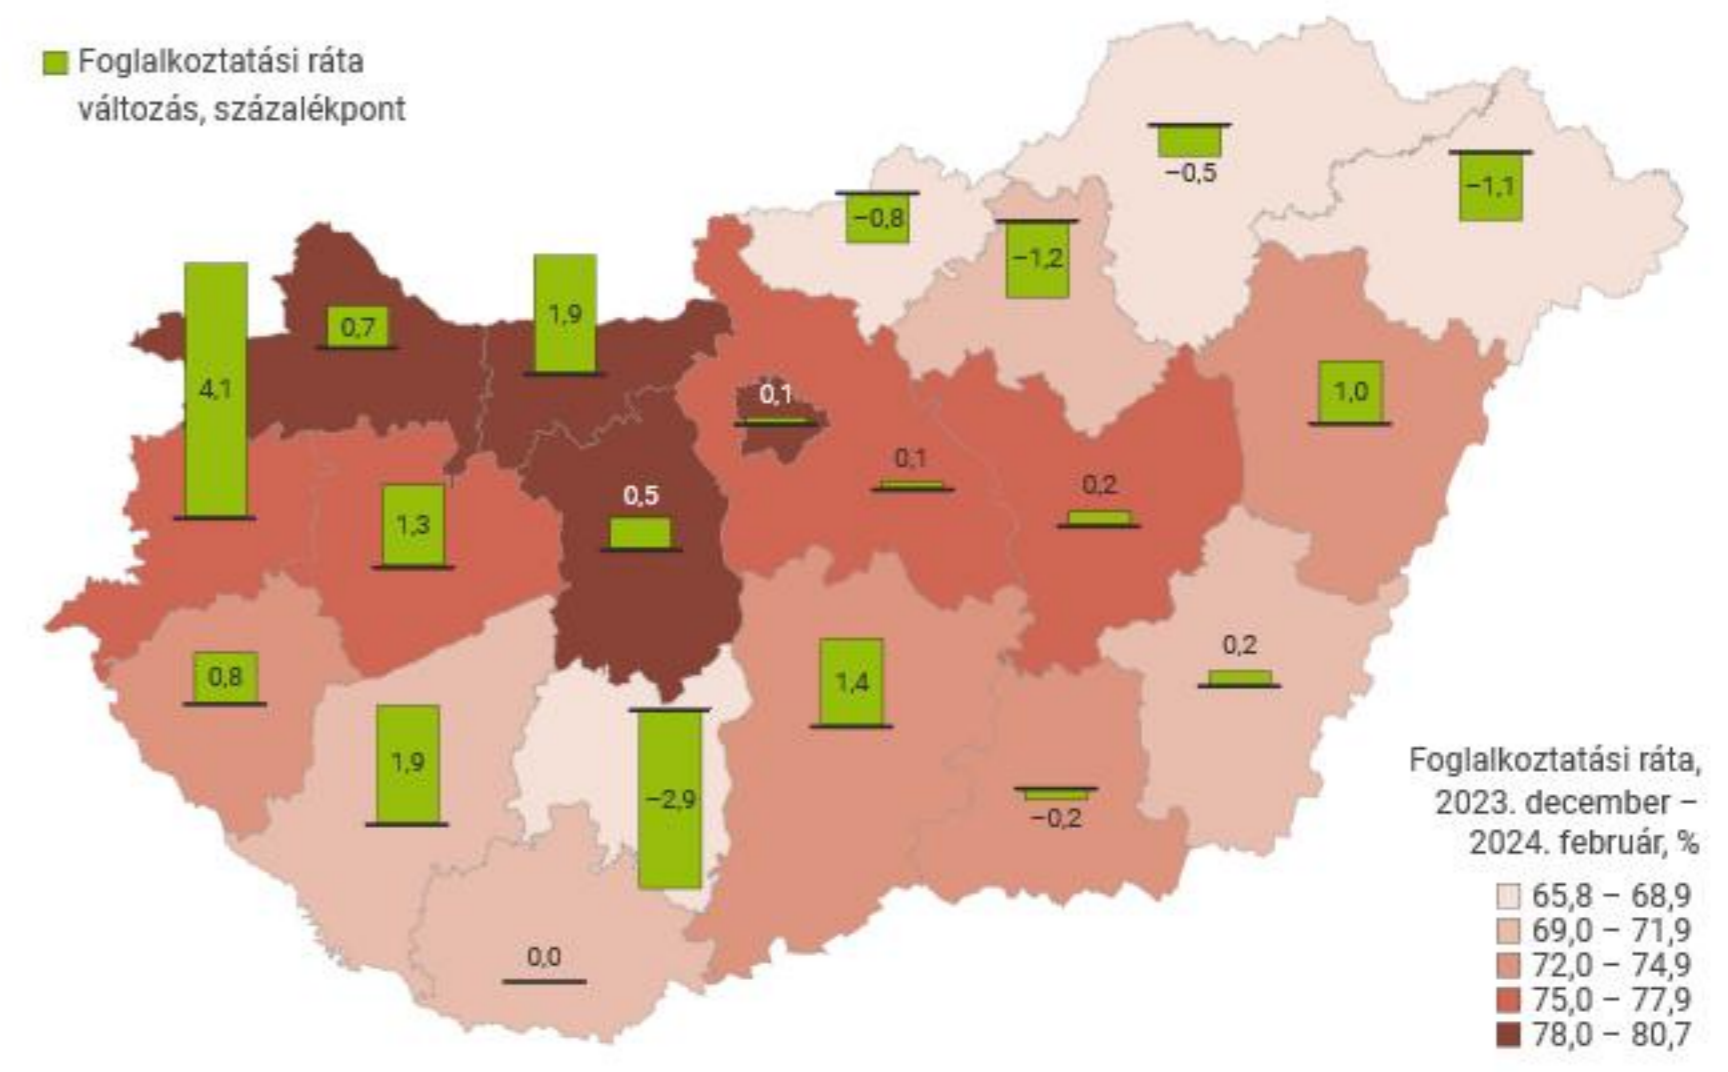 Foglalkoztatási ráta
változás, százalékpont
−0,5
−1,1
−0,8
−1,2
0,7
1,9
4,1
0,1
1,0
0,1
0,2
0,5
1,3
0,2
0,8
1,4
1,9
−2,9
−0,2
0,0
Foglalkoztatási ráta,
2023. december –
2024. február, %
65,8 – 68,9
69,0 – 71,9
72,0 – 74,9
75,0 – 77,9
78,0 – 80,7